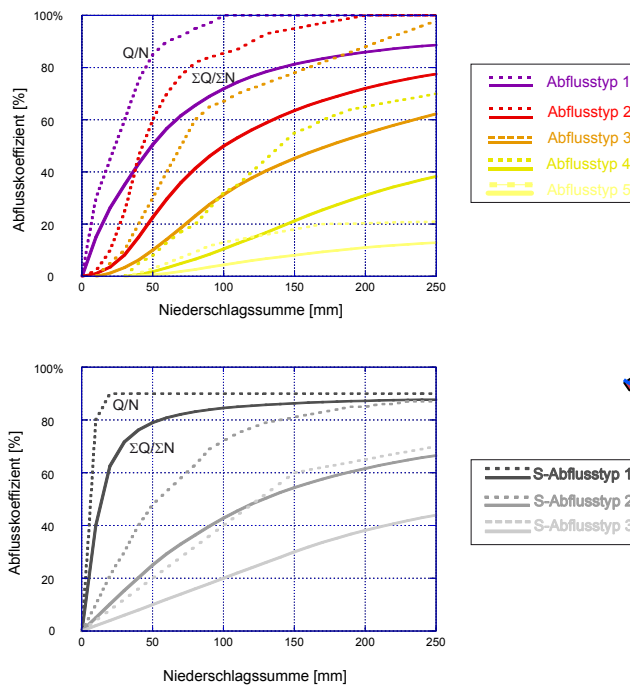 100%
80
60
40
20
0
Abflusskoeffizient [%]
Q/N
ΣQ/ΣN
0 50 100 150 200 250
Niederschlagssumme [mm]
Abflusstyp 1
Abflusstyp 2
Abflusstyp 3
Abflusstyp 4
Abflusstyp 5
100%
80
60
40
20
0
Abflusskoeffizient [%]
Q/N
ΣQ/ΣN
0 50 100 150 200 250
Niederschlagssumme [mm]
S-Abflusstyp 1
S-Abflusstyp 2
S-Abflusstyp 3